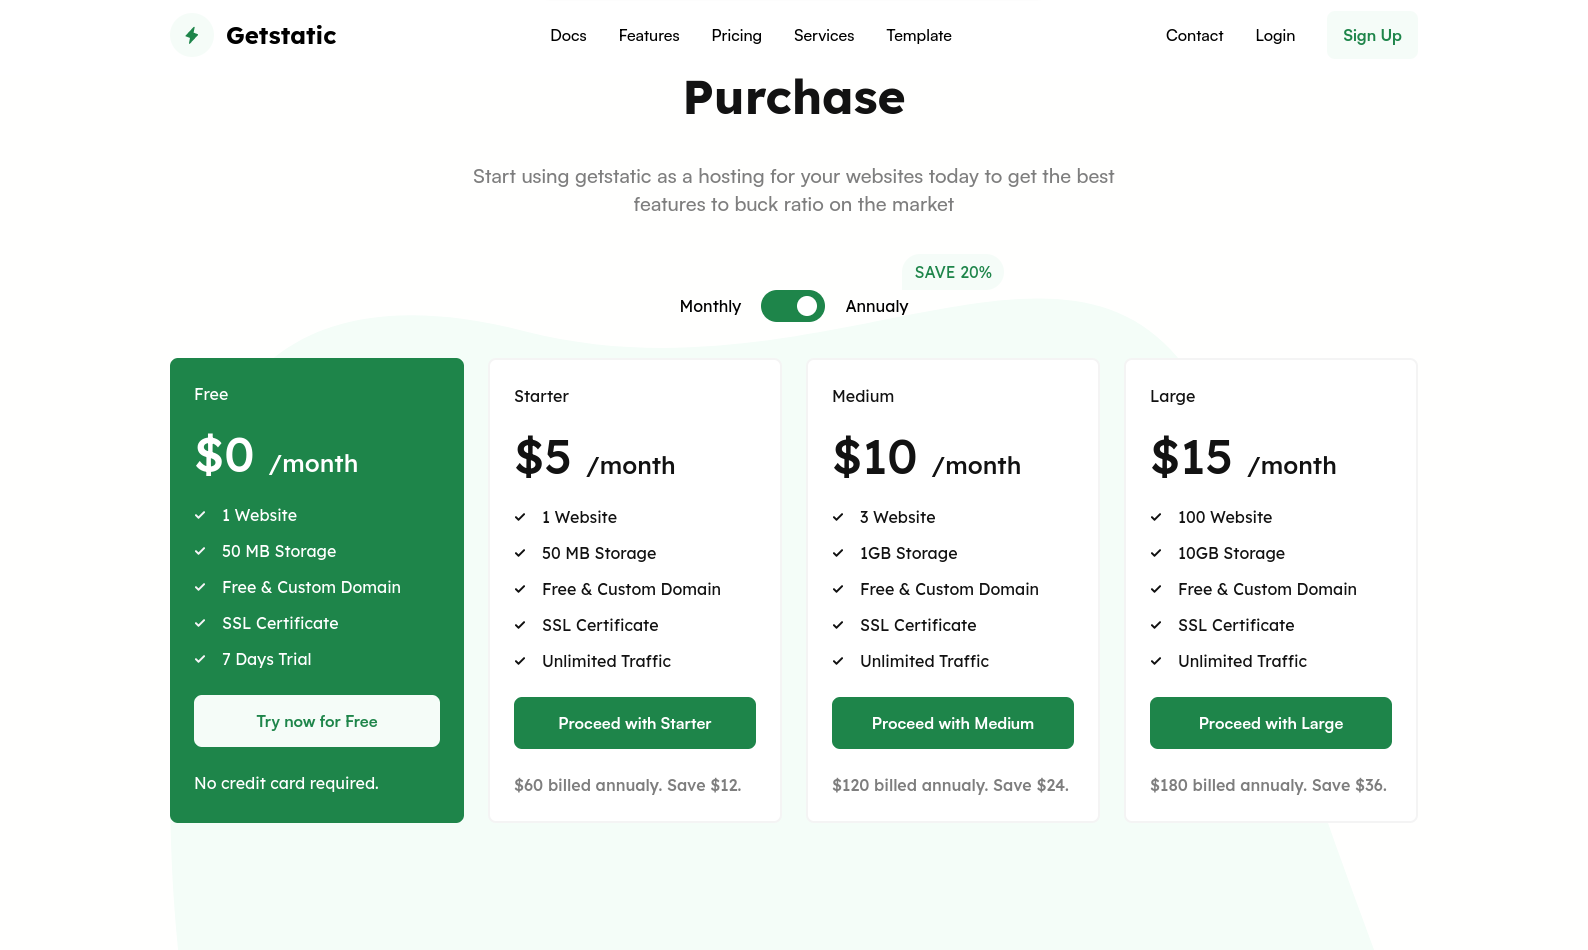 Getstatic
Docs Features Pricing Services Template
Contact Login Sign Up
Purchase
Start using getstatic as a hosting for your websites today to get the best
features to buck ratio on the market
SAVE 20%
Monthly Annualy
Free
$0 /month
1 Website
50 MB Storage
Free & Custom Domain
SSL Certificate
7 Days Trial
Try now for Free
No credit card required.
Starter
$5 /month
1 Website
50 MB Storage
Free & Custom Domain
SSL Certificate
Unlimited Traffic
Proceed with Starter
$60 billed annualy. Save $12.
Medium
$10 /month
3 Website
1GB Storage
Free & Custom Domain
SSL Certificate
Unlimited Traffic
Proceed with Medium
$120 billed annualy. Save $24.
Large
$15 /month
100 Website
10GB Storage
Free & Custom Domain
SSL Certificate
Unlimited Traffic
Proceed with Large
$180 billed annualy. Save $36.